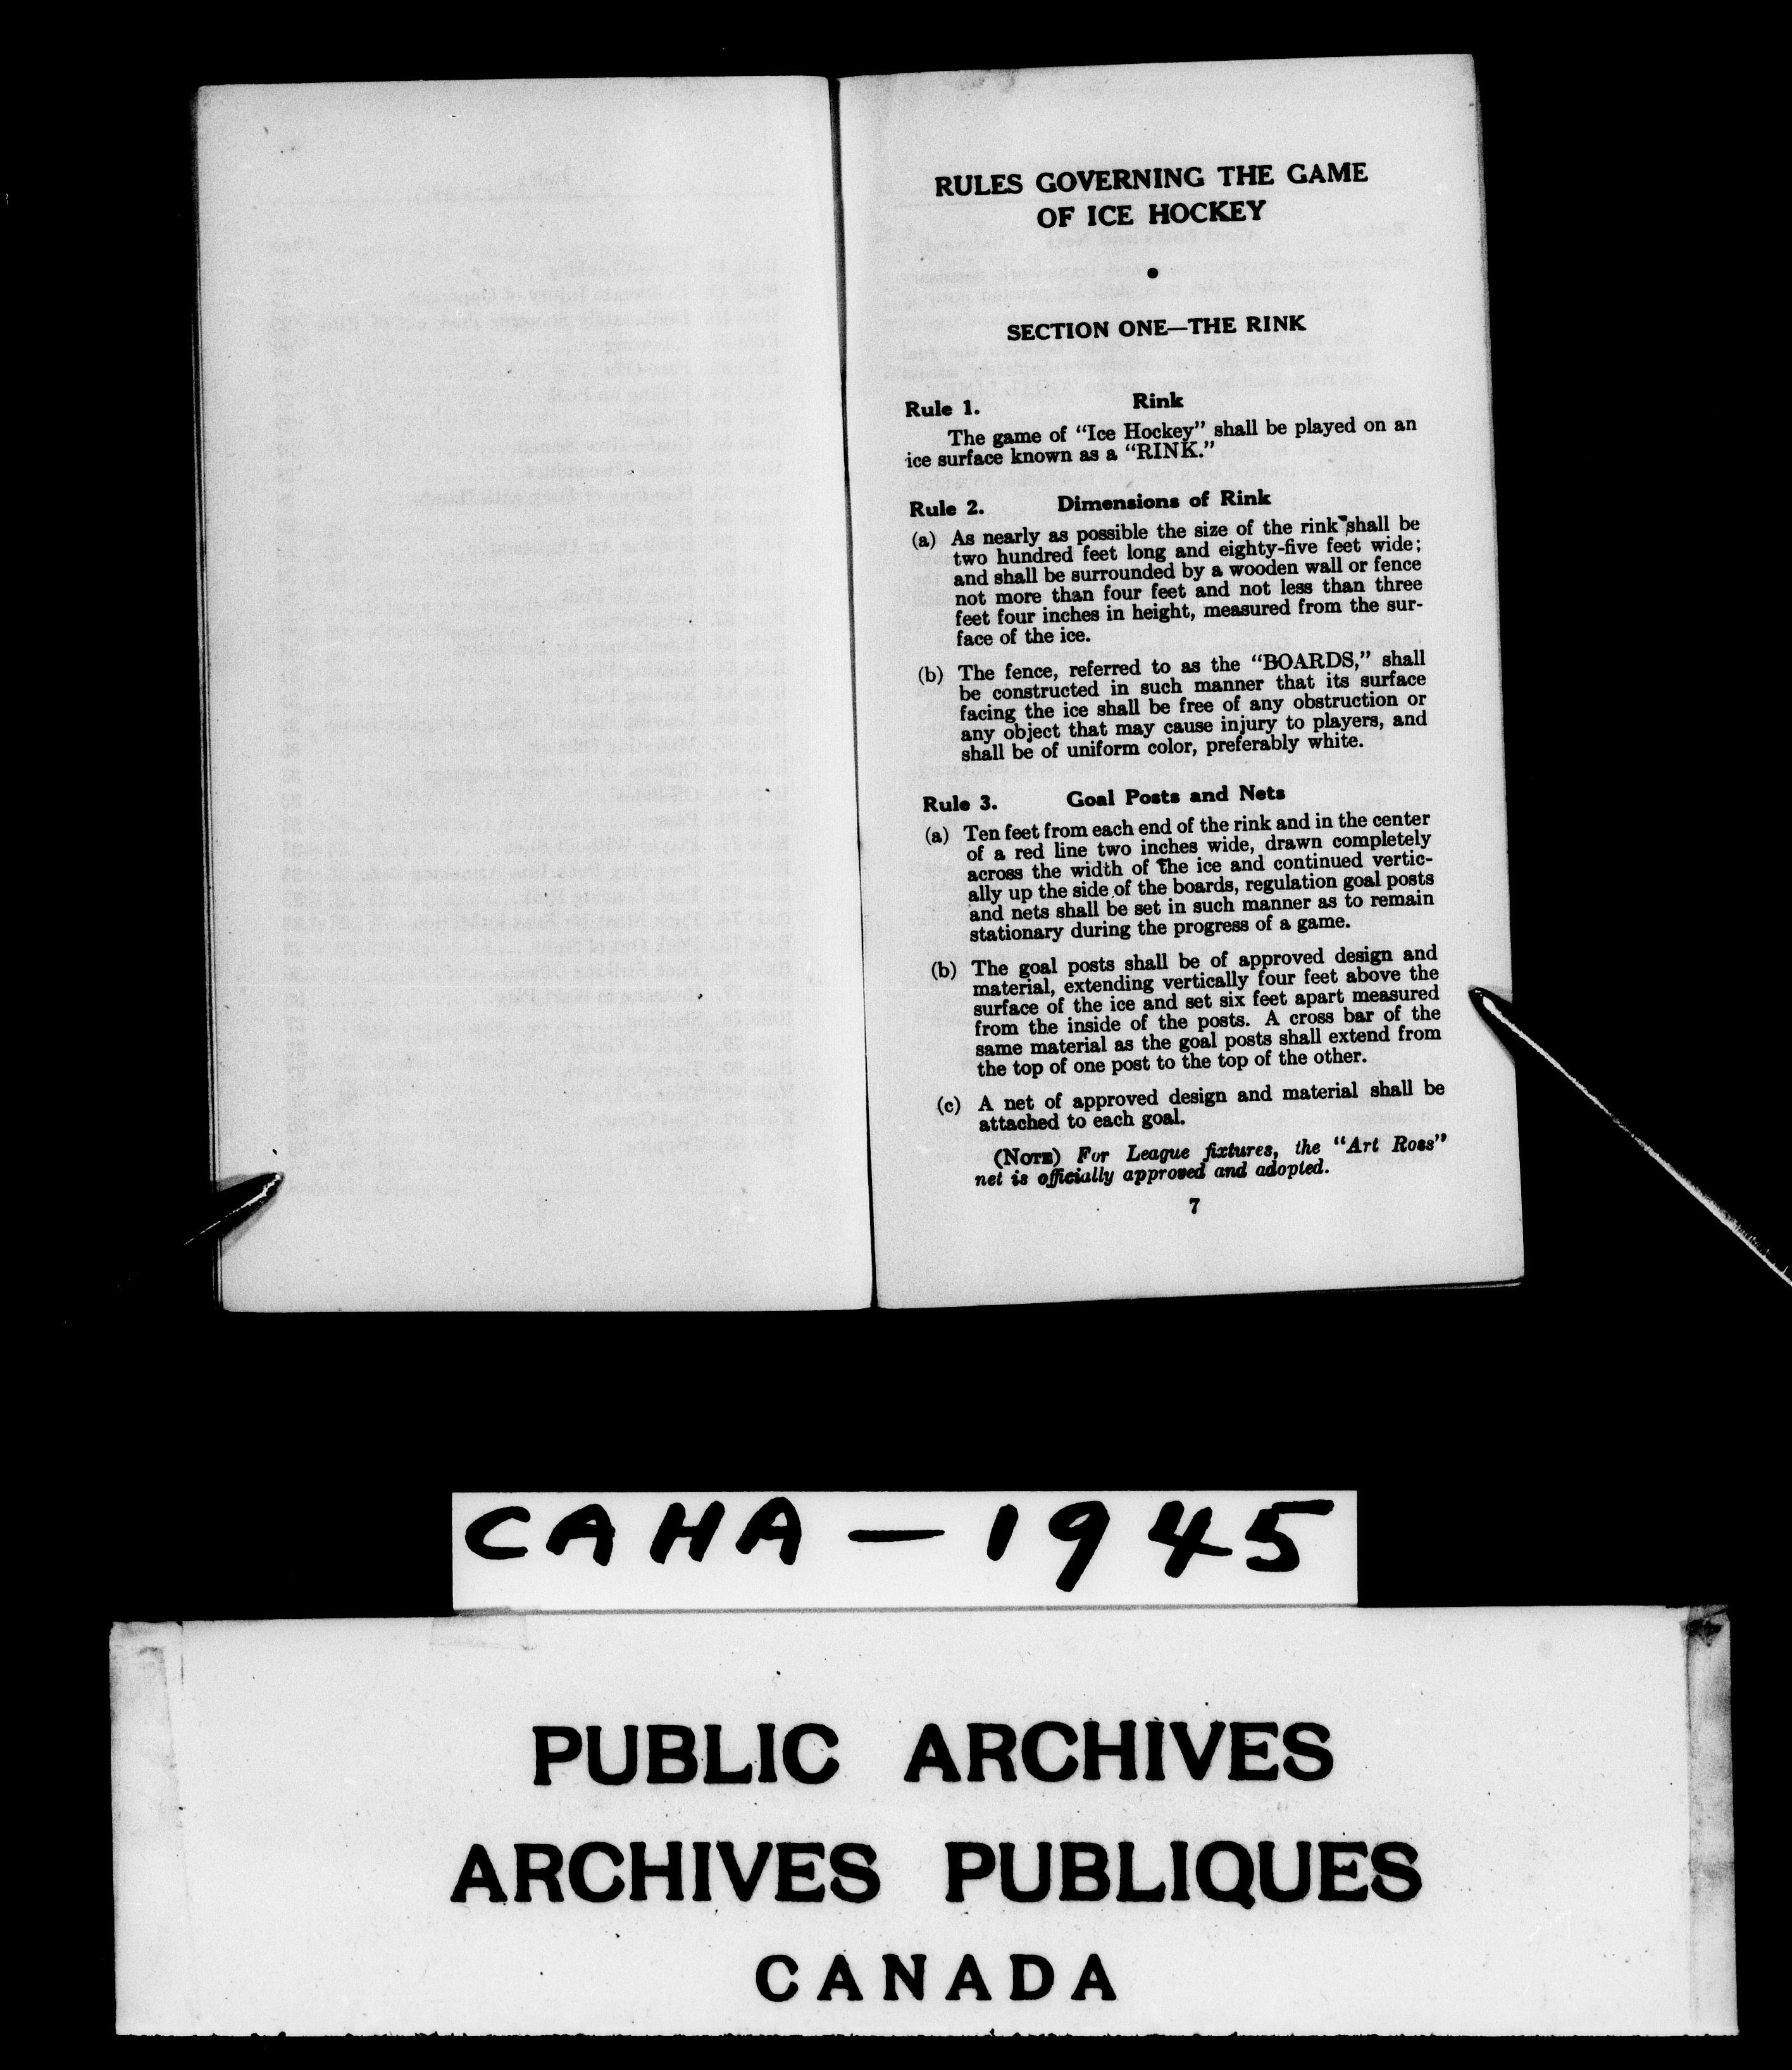 RULES GOVERNING THE GAME
OF ICE HOCKEY
•
SECTION ONE—THE RINK
Rule 1. Rink
The game of “Ice Hockey” shall be played on an
ice surface known as a “RINK.”
Rule 2. Dimensions of Rink
(a) As nearly as possible the size of the rink shall be
two hundred feet long and eighty-five feet wide;
and shall be surrounded by a wooden wall or fence
not more than four feet and not less than three
feet four inches in height, measured from the sur-
face of the ice.
(b) The fence, referred to as the “BOARDS,” shall
be constructed in such manner that its surface
facing the ice shall be free of any obstruction or
any object that may cause injury to players, and
shall be of uniform color, preferably white.
Rule 3. Goal Posts and Nets
(a) Ten feet from each end of the rink and in the center
of a red line two inches wide, drawn completely
across the width of the ice and continued vertic-
ally up the side of the boards, regulation goal posts
and nets shall be set in such manner as to remain
stationary during the progress of a game.
(b) The goal posts shall be of approved design and
material, extending vertically four feet above the
surface of the ice and set six feet apart measured
from the inside of the posts. A cross bar of the
same material as the goal posts shall extend from
the top of one post to the top of the other.
(c) A net of approved design and material shall be
attached to each goal.
(NOTE) For League fixtures, the “Art Ross”
net is officially approved and adopted.
7
CAHA — 1945
PUBLIC ARCHIVES
ARCHIVES PUBLIQUES
CANADA